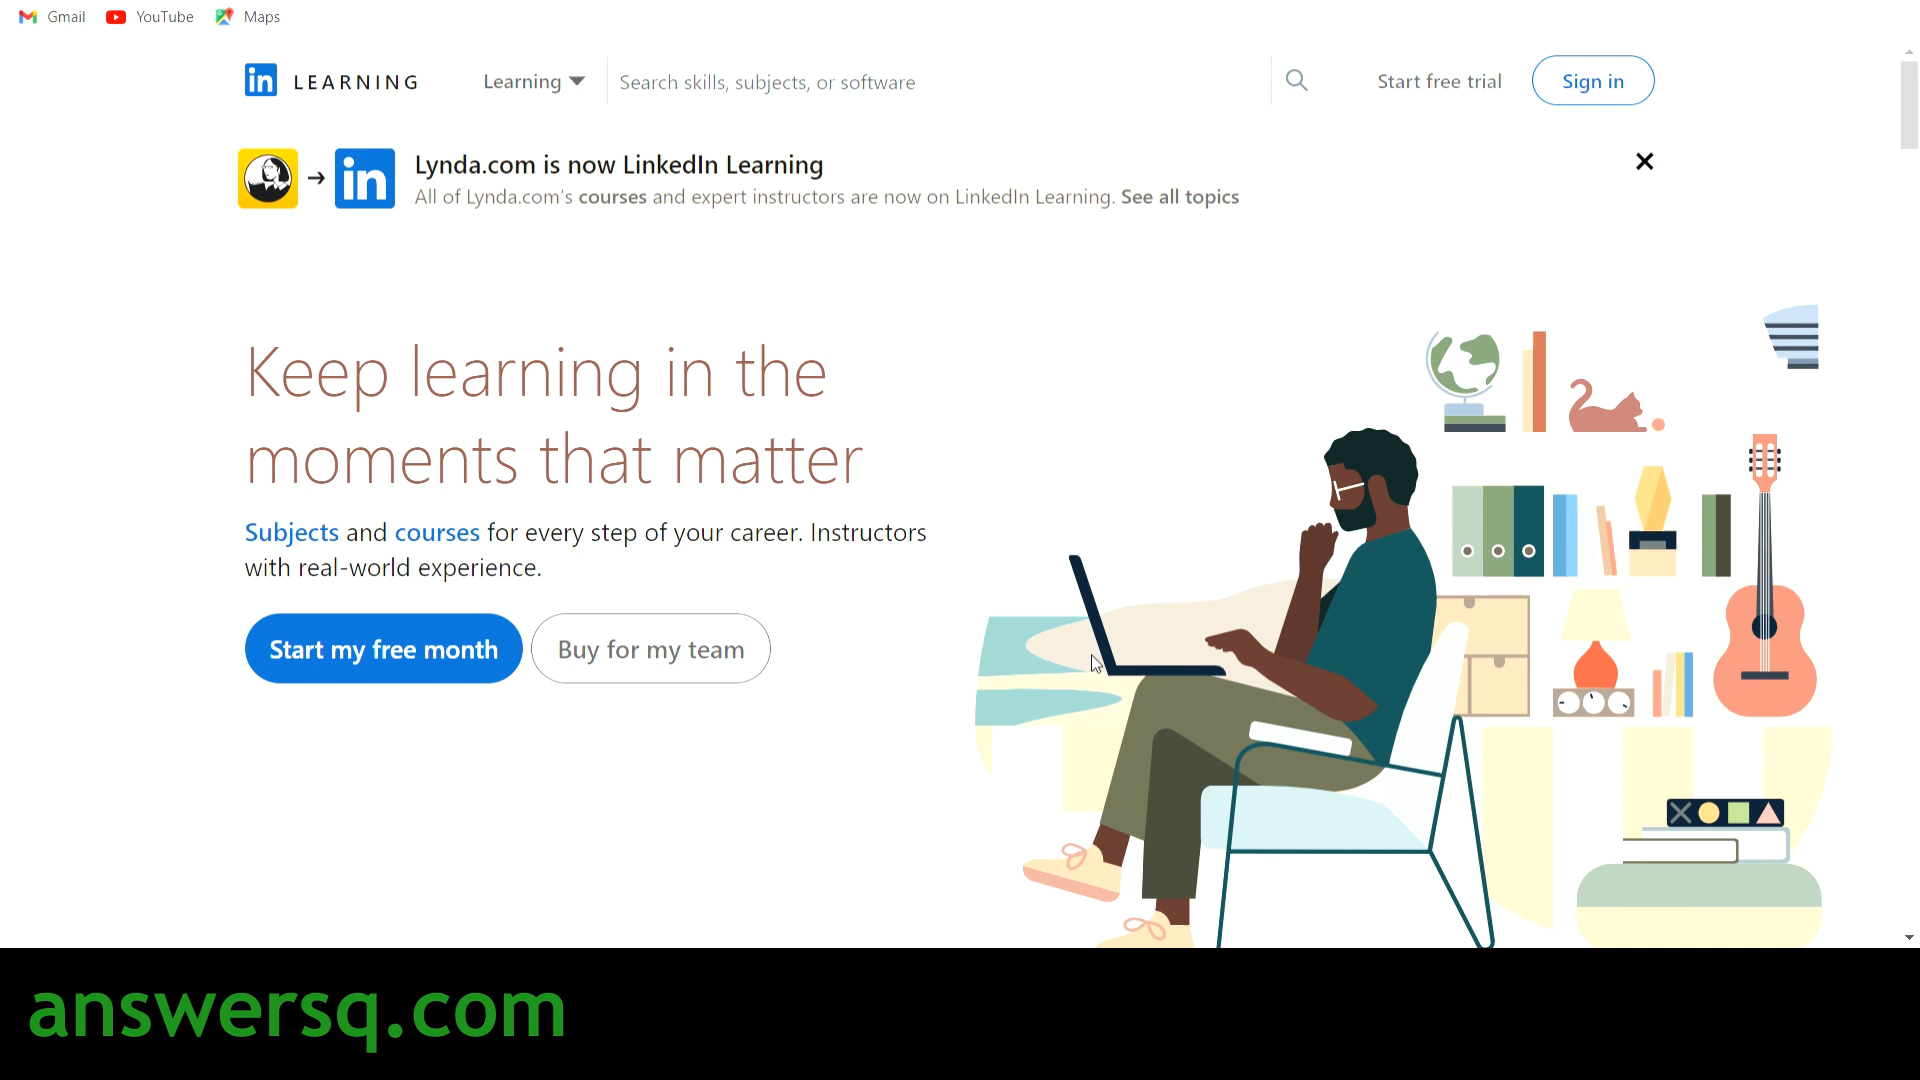 Gmail YouTube Maps
in LEARNING Learning Search skills, subjects, or software Start free trial Sign in
in Lynda.com is now LinkedIn Learning
All of Lynda.com's courses and expert instructors are now on LinkedIn Learning. See all topics
Keep learning in the
moments that matter
Subjects and courses for every step of your career. Instructors
with real-world experience.
Start my free month Buy for my team
answersq.com